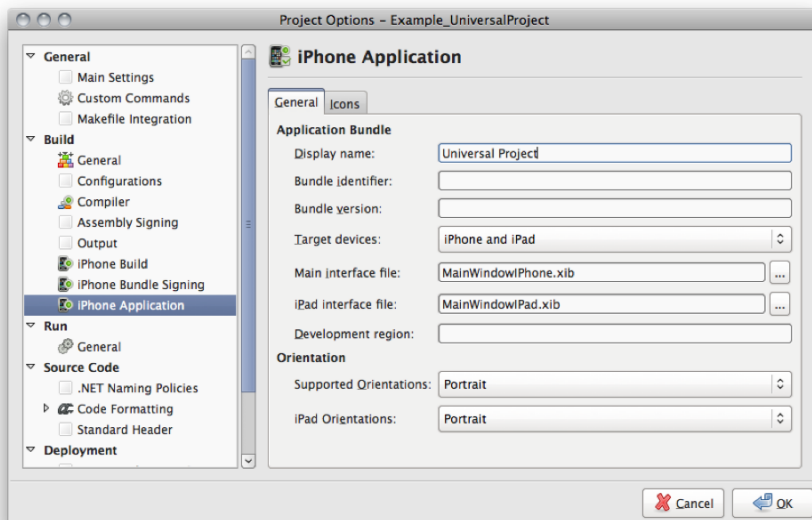 Project Options – Example_UniversalProject
General
Main Settings
Custom Commands
Makefile Integration
Build
General
Configurations
Compiler
Assembly Signing
Output
iPhone Build
iPhone Bundle Signing
iPhone Application
Run
General
Source Code
.NET Naming Policies
Code Formatting
Standard Header
Deployment
iPhone Application
General Icons
Application Bundle
Display name: Universal Project
Bundle identifier:
Bundle version:
Target devices: iPhone and iPad
Main interface file: MainWindowIPhone.xib ...
iPad interface file: MainWindowIPad.xib ...
Development region:
Orientation
Supported Orientations: Portrait
iPad Orientations: Portrait
Cancel OK